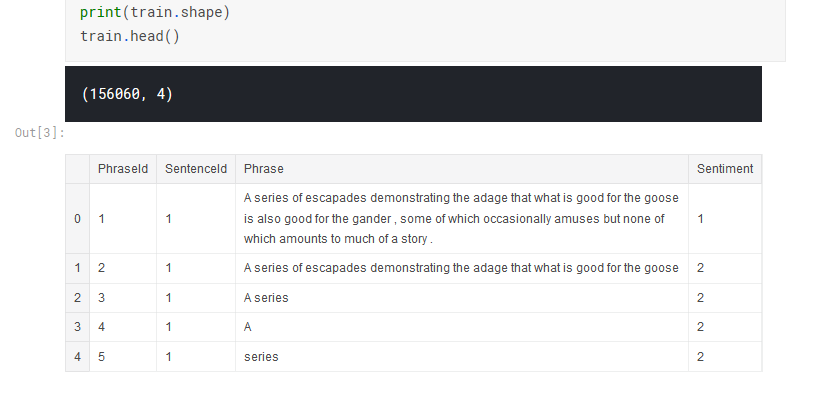 print(train.shape)
train.head()
(156060, 4)
Out[3]:
PhraseId SentenceId Phrase Sentiment
0 1 1 A series of escapades demonstrating the adage that what is good for the goose
is also good for the gander , some of which occasionally amuses but none of
which amounts to much of a story . 1
1 2 1 A series of escapades demonstrating the adage that what is good for the goose 2
2 3 1 A series 2
3 4 1 A 2
4 5 1 series 2